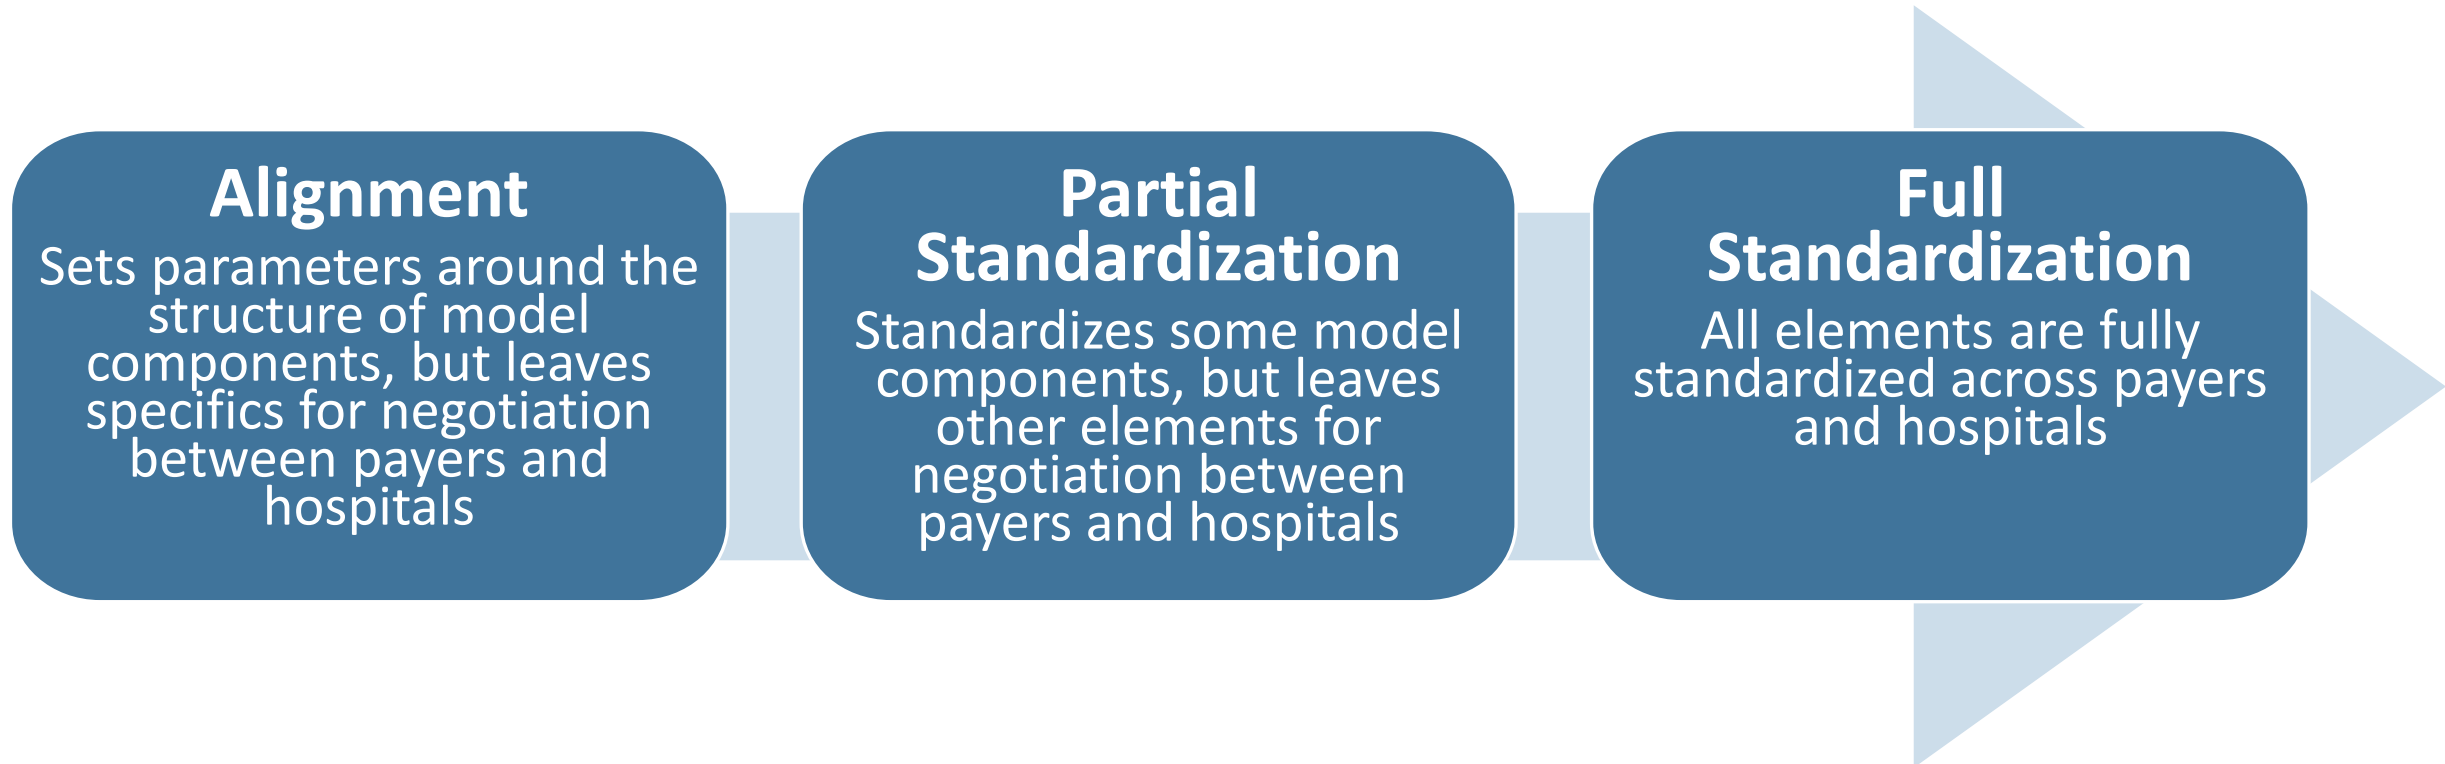 Alignment
Sets parameters around the
structure of model
components, but leaves
specifics for negotiation
between payers and
hospitals
Partial
Standardization
Standardizes some model
components, but leaves
other elements for
negotiation between
payers and hospitals
Full
Standardization
All elements are fully
standardized across payers
and hospitals